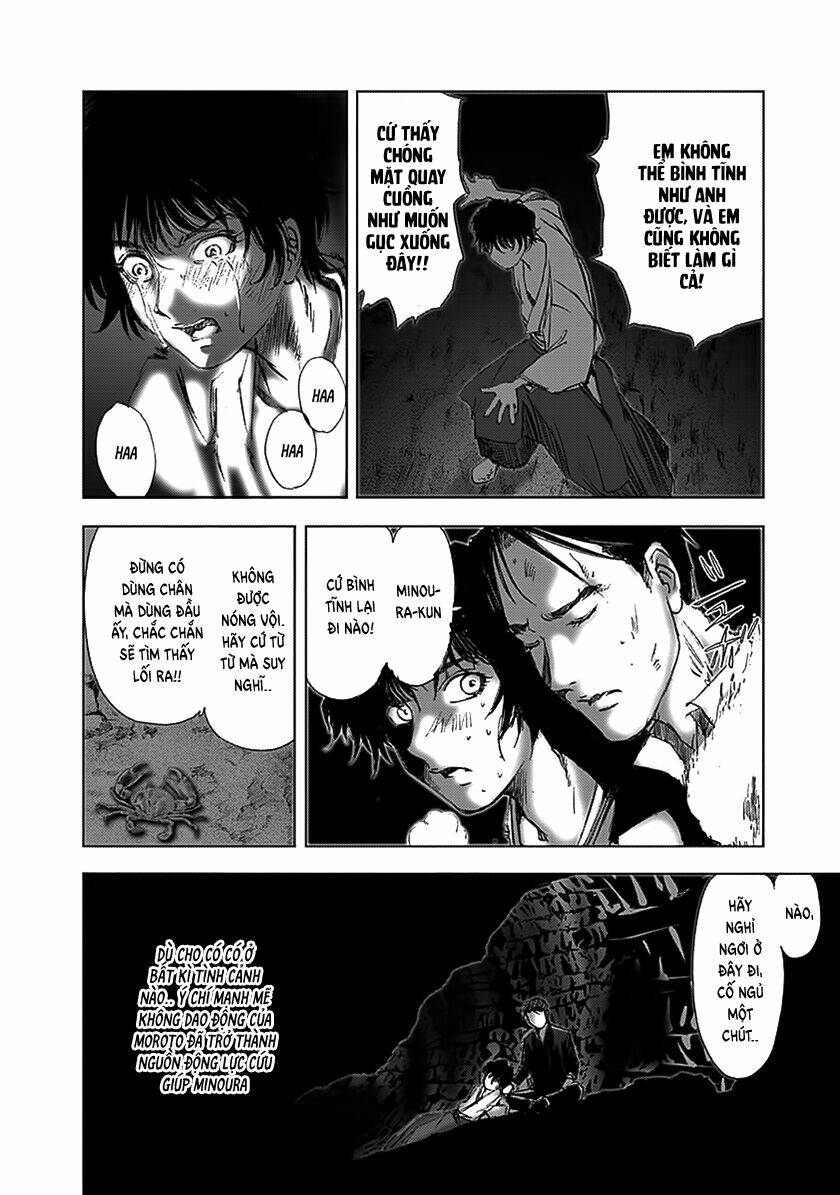 EM KHÔNG
THỂ BÌNH TĨNH
NHƯ ANH
ĐƯỢC, VÀ EM
CŨNG KHÔNG
BIẾT LÀM GÌ
CẢ!
CỨ THẤY
CHÓNG
MẶT QUAY
CUỒNG
NHƯ MUỐN
GỤC XUỐNG
ĐÂY!!
HAA
HAA
HAA
MINOU-
RA-KUN
CỨ BÌNH
TĨNH LẠI
ĐI NÀO!
KHÔNG
ĐƯỢC
NÓNG VỘI.
HÃY CỨ TỪ
TỪ MÀ SUY
NGHĨ..
ĐỪNG CÓ
DÙNG CHÂN
MÀ DÙNG ĐẦU
ẤY, CHẮC CHẮN
SẼ TÌM THẤY
LỐI RA!!
NÀO,
HÃY
NGHỈ
NGƠI Ở
ĐÂY ĐI,
CỐ NGỦ
MỘT
CHÚT..
DÙ CHO CÓ CÓ Ở
BẤT KÌ TÌNH CẢNH
NÀO.. Ý CHÍ MẠNH MẼ
KHÔNG DAO ĐỘNG CỦA
MOROTO ĐÃ TRỞ THÀNH
NGUỒN ĐỘNG LỰC CỨU
GIÚP MINOURA